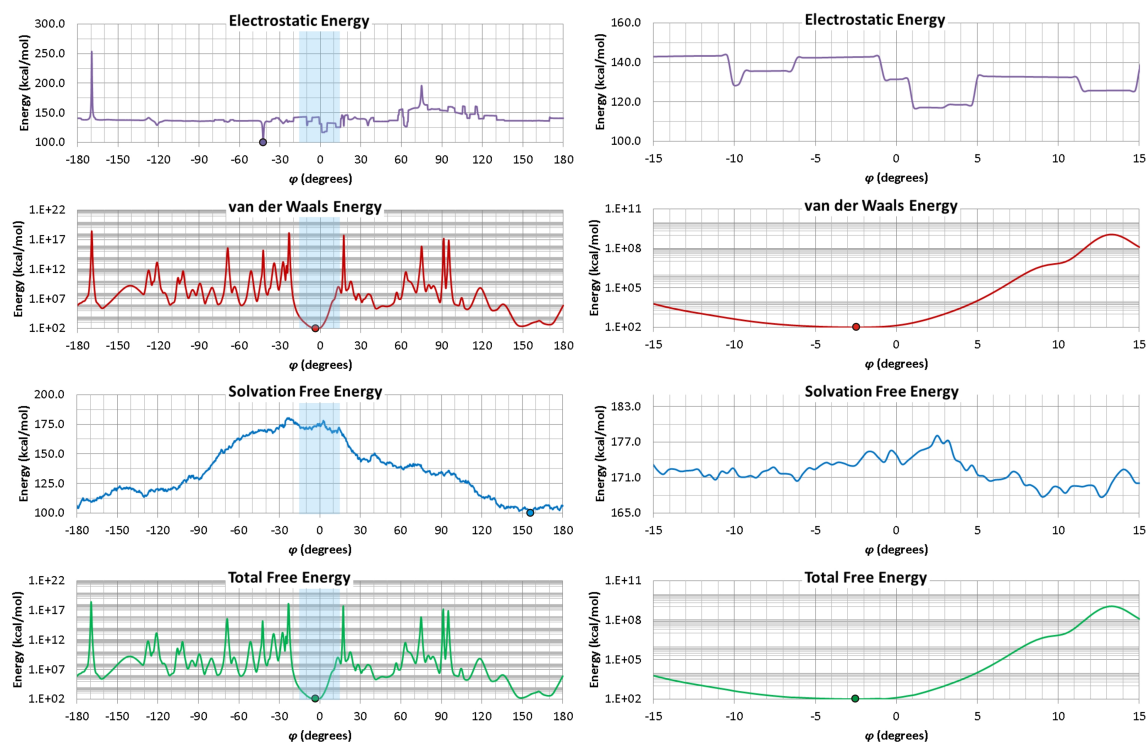 Electrostatic Energy
Energy (kcal/mol)
300.0
250.0
200.0
150.0
100.0
-180 -150 -120 -90 -60 -30 0 30 60 90 120 150 180
φ (degrees)
Electrostatic Energy
Energy (kcal/mol)
160.0
140.0
120.0
100.0
-15 -10 -5 0 5 10 15
φ (degrees)
van der Waals Energy
Energy (kcal/mol)
1.E+22
1.E+17
1.E+12
1.E+07
1.E+02
-180 -150 -120 -90 -60 -30 0 30 60 90 120 150 180
φ (degrees)
van der Waals Energy
Energy (kcal/mol)
1.E+11
1.E+08
1.E+05
1.E+02
-15 -10 -5 0 5 10 15
φ (degrees)
Solvation Free Energy
Energy (kcal/mol)
200.0
175.0
150.0
125.0
100.0
-180 -150 -120 -90 -60 -30 0 30 60 90 120 150 180
φ (degrees)
Solvation Free Energy
Energy (kcal/mol)
183.0
177.0
171.0
165.0
-15 -10 -5 0 5 10 15
φ (degrees)
Total Free Energy
Energy (kcal/mol)
1.E+22
1.E+17
1.E+12
1.E+07
1.E+02
-180 -150 -120 -90 -60 -30 0 30 60 90 120 150 180
φ (degrees)
Total Free Energy
Energy (kcal/mol)
1.E+11
1.E+08
1.E+05
1.E+02
-15 -10 -5 0 5 10 15
φ (degrees)